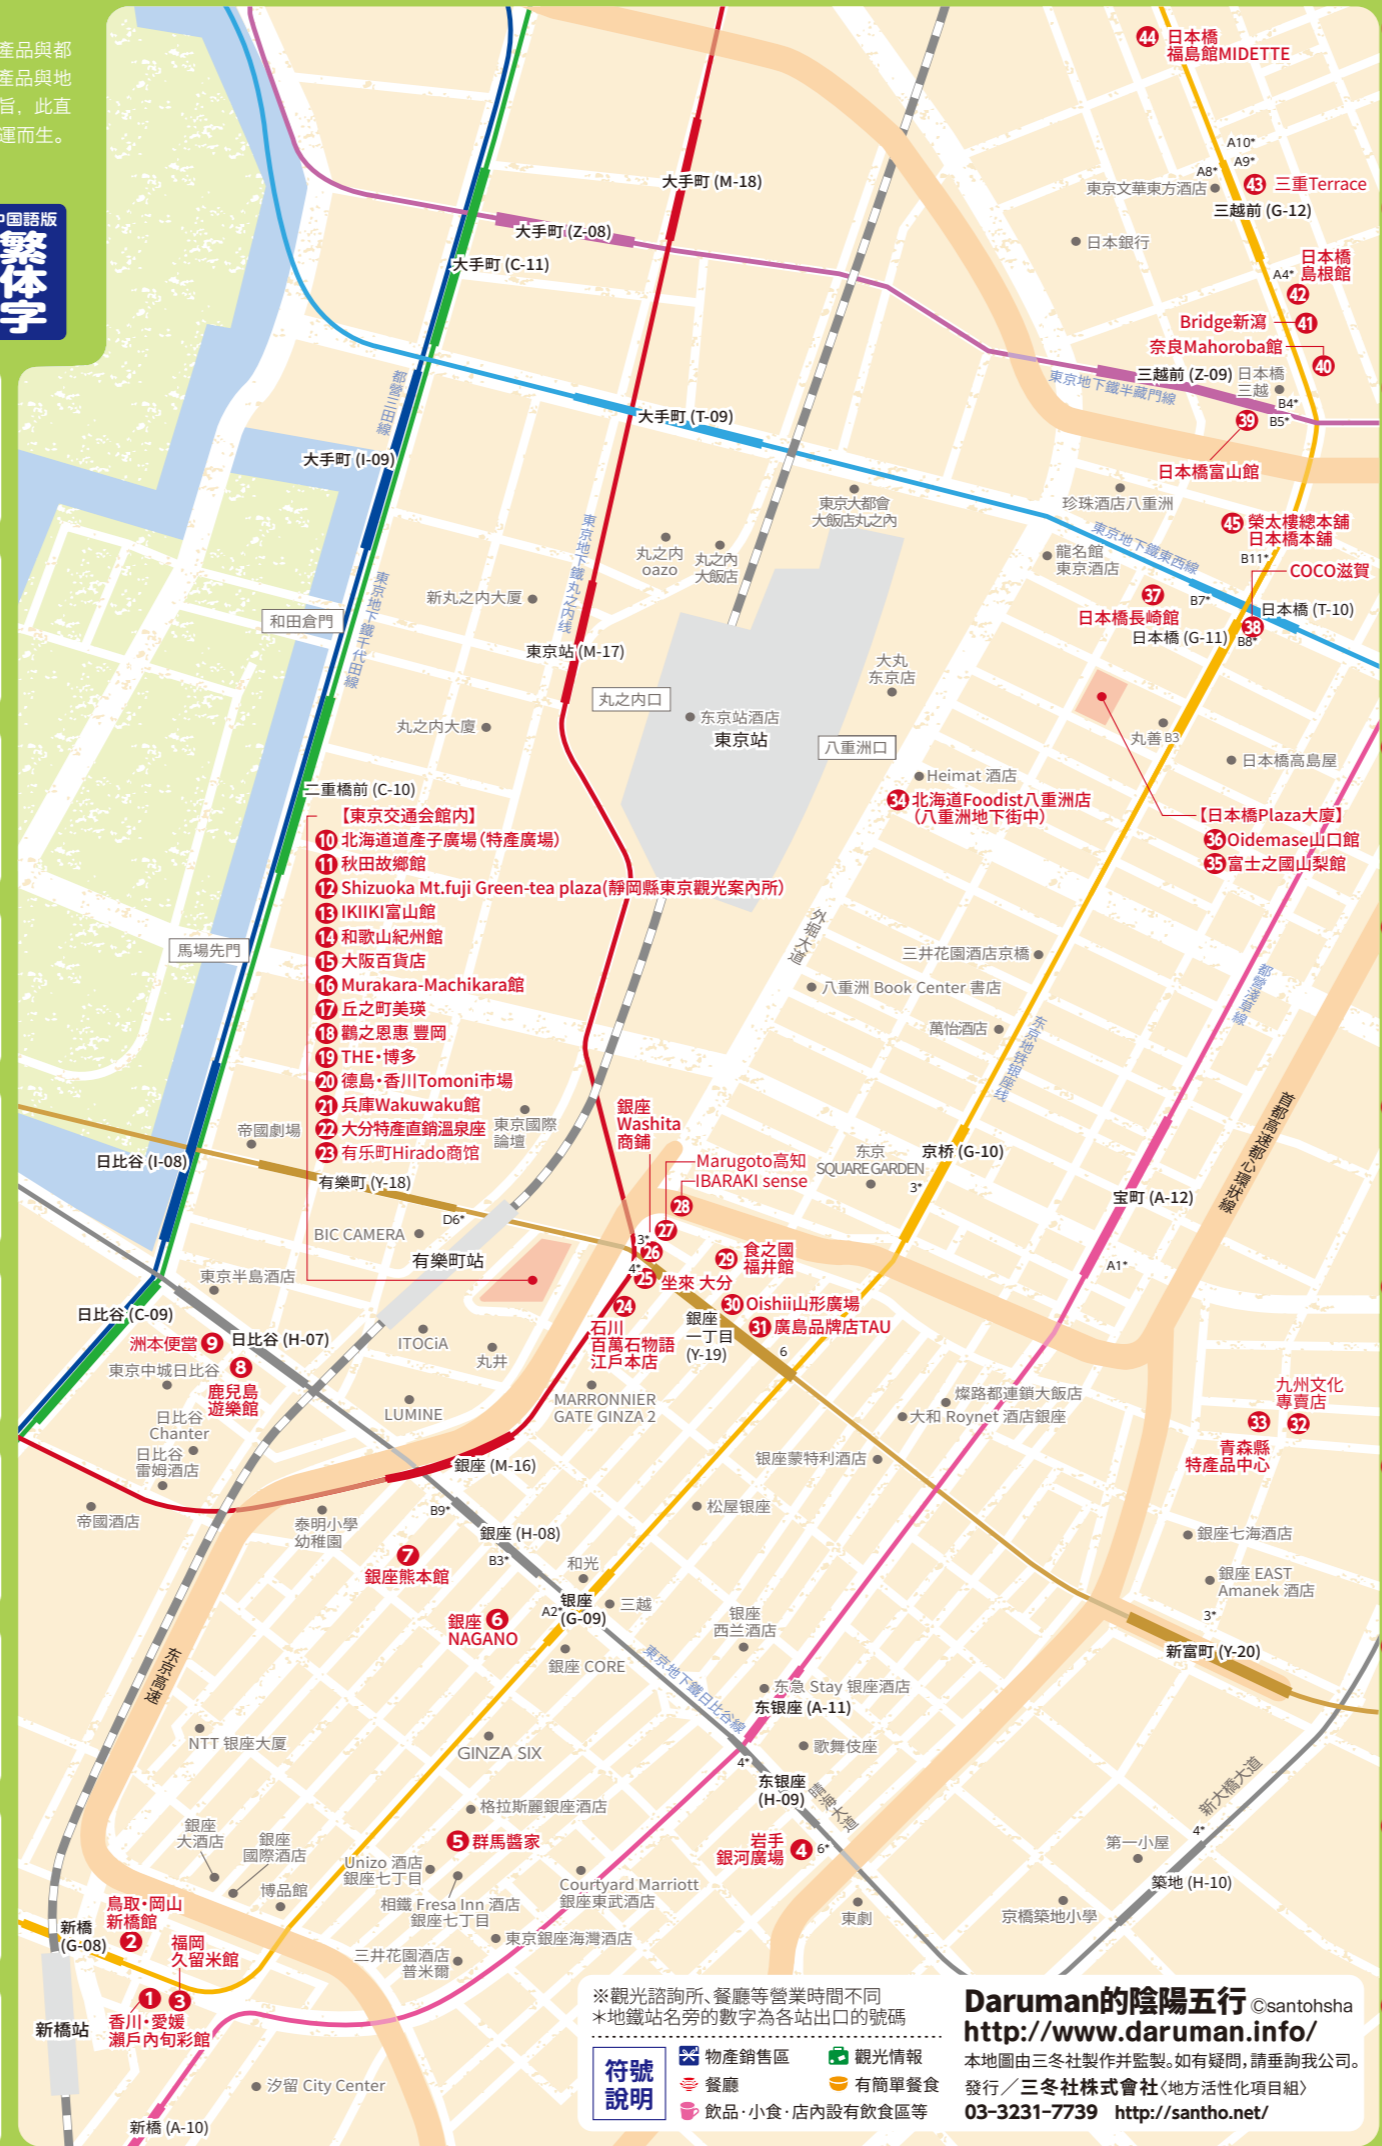 產品與都
產品與地
旨，此直
運而生。
中国語版
繁
体
字
44 日本橋
福島館MIDETTE
A10*
A9*
A8*
東京文華東方酒店
43 三重Terrace
三越前 (G-12)
日本銀行
日本橋
島根館
A4*
42
Bridge新瀉 41
奈良Mahoroba館
40
三越前 (Z-09)
日本橋
三越
東京地下鐵半藏門線
B4*
B5*
39
日本橋富山館
大手町 (M-18)
大手町 (Z-08)
大手町 (C-11)
都營三田線
大手町 (T-09)
大手町 (I-09)
東京大都會
大飯店丸之內
珍珠酒店八重洲
45 榮太樓總本舖
日本橋本舖
東京地下鐵東西線
龍名館
東京酒店
B11*
COCO滋賀
37
日本橋長崎館
B7*
日本橋 (T-10)
38
日本橋 (G-11)
B8*
東京地下鐵丸之内线
丸之内
oazo
丸之內
大飯店
東京地下鐵千代田線
新丸之内大厦
和田倉門
東京站 (M-17)
丸之内口
大丸
东京店
东京站酒店
東京站
八重洲口
丸之内大廈
丸善 B3
日本橋高島屋
Heimat 酒店
34 北海道Foodist八重洲店
（八重洲地下街中）
【日本橋Plaza大廈】
36 Oidemase山口館
35 富士之國山梨館
二重橋前 (C-10)
【東京交通会館内】
10 北海道道產子廣場（特產廣場）
11 秋田故鄉館
12 Shizuoka Mt.fuji Green-tea plaza(靜岡縣東京觀光案內所）
13 IKIIKI富山館
14 和歌山紀州館
15 大阪百貨店
16 Murakara-Machikara館
17 丘之町美瑛
18 鸛之恩惠 豐岡
19 THE・博多
20 德島・香川Tomoni市場
21 兵庫Wakuwaku館
22 大分特產直銷溫泉座
23 有乐町Hirado商馆
馬場先門
外堀大道
三井花園酒店京橋
八重洲 Book Center 書店
萬怡酒店
东京地铁银座线
都營淺草線
首都高速都心環狀線
帝國劇場
東京國際
論壇
日比谷 (I-08)
有樂町 (Y-18)
D6*
BIC CAMERA
有樂町站
東京半島酒店
銀座
Washita
商鋪
Marugoto高知
IBARAKI sense
28
27
3*
26
4*
25 坐來 大分
24
石川
百萬石物語
江戶本店
29 食之國
福井館
30 Oishii山形廣場
31 廣島品牌店TAU
銀座
一丁目
(Y-19)
6
东京
SQUARE GARDEN
京桥 (G-10)
3*
宝町 (A-12)
A1*
日比谷 (C-09)
洲本便當 9
日比谷 (H-07)
東京中城日比谷
8
鹿兒島
遊樂館
日比谷
Chanter
日比谷
雷姆酒店
帝國酒店
ITOCiA
丸井
LUMINE
MARRONNIER
GATE GINZA 2
銀座 (M-16)
燦路都連鎖大飯店
大和 Roynet 酒店銀座
银座蒙特利酒店
九州文化
專賣店
33 32
青森縣
特產品中心
泰明小學
幼稚園
B9*
銀座 (H-08)
B3*
松屋银座
7
銀座熊本館
和光
銀座 6
NAGANO
A2*
银座
(G-09)
三越
銀座 CORE
银座
西兰酒店
銀座七海酒店
銀座 EAST
Amanek 酒店
3*
新富町 (Y-20)
東京地下鐵日比谷線
东急 Stay 银座酒店
东银座 (A-11)
歌舞伎座
4*
东银座
(H-09)
晴海大道
东京高速
NTT 银座大厦
GINZA SIX
格拉斯麗銀座酒店
5 群馬醬家
岩手
銀河廣場 4
6*
新大橋大道
4*
第一小屋
築地 (H-10)
京橋築地小學
東劇
銀座
大酒店
銀座
國際酒店
博品館
Unizo 酒店
銀座七丁目
相鐵 Fresa Inn 酒店
銀座七丁目
Courtyard Marriott
銀座東武酒店
東京銀座海灣酒店
三井花園酒店
普米爾
新橋
(G-08)
鳥取・岡山
新橋館
2
福岡
久留米館
1 3
香川・愛媛
瀨戶內旬彩館
新橋站
汐留 City Center
新橋 (A-10)
※觀光諮詢所、餐廳等營業時間不同
＊地鐵站名旁的數字為各站出口的號碼
符號
說明
物產銷售區
觀光情報
餐廳
有簡單餐食
飲品·小食·店內設有飲食區等
Daruman的陰陽五行 ©santohsha
http://www.daruman.info/
本地圖由三冬社製作并監製。如有疑問，請垂詢我公司。
發行／三冬社株式會社〈地方活性化項目組〉
03-3231-7739 http://santho.net/